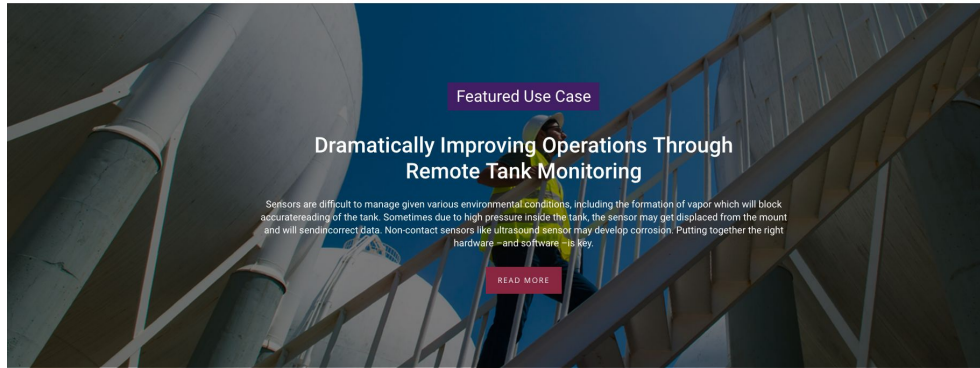 Featured Use Case
Dramatically Improving Operations Through
Remote Tank Monitoring
Sensors are difficult to manage given various environmental conditions, including the formation of vapor which will block
accuratereading of the tank. Sometimes due to high pressure inside the tank, the sensor may get displaced from the mount
and will sendincorrect data. Non-contact sensors like ultrasound sensor may develop corrosion. Putting together the right
hardware –and software –is key.
READ MORE